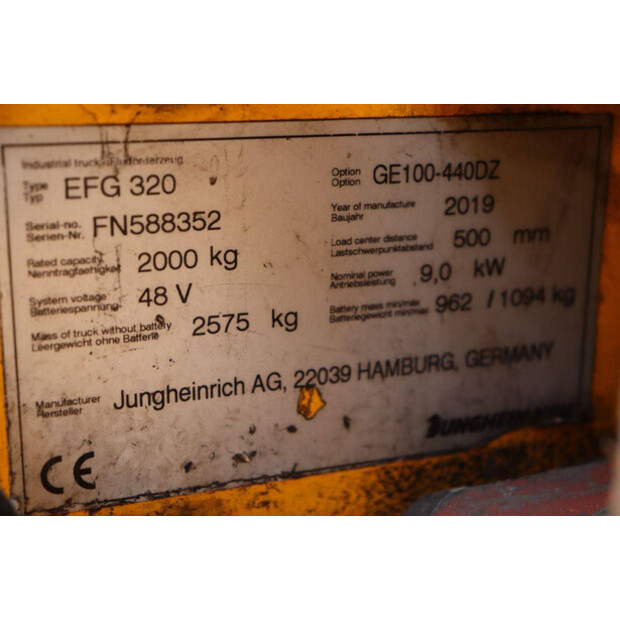 Industrial truck/Flurförderzeug
Type
Typ
EFG 320
Option
Option
GE100-440DZ
Serial-no.
Serien-Nr.
FN588352
Year of manufacture
Baujahr
2019
Rated capacity
Nenntragfaehigkeit
2000 kg
Load center distance
Lastschwerpunktabstand
500 mm
System voltage
Batteriespannung
48 V
Nominal power
Antriebsleistung
9,0 kW
Mass of truck without battery
Leergewicht ohne Batterie
2575 kg
Battery mass min/max
Batteriegewicht min/max
962 / 1094 kg
Manufacturer
Hersteller
Jungheinrich AG, 22039 HAMBURG, GERMANY
JUNGHEINRICH
CE